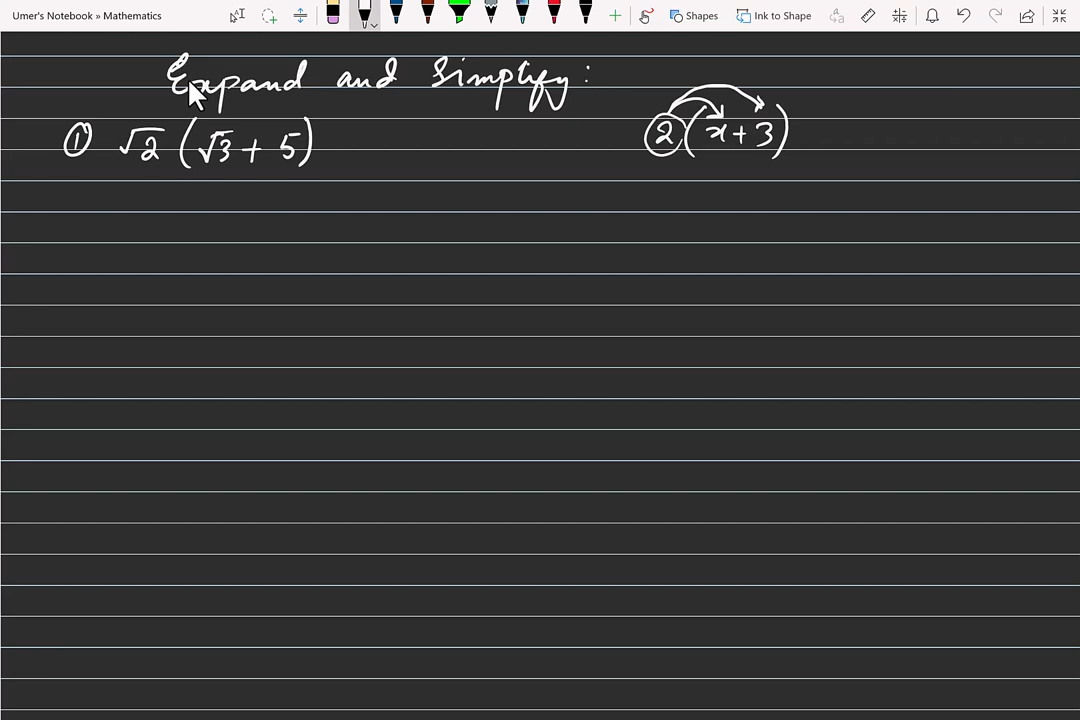 Umer's Notebook » Mathematics
Shapes
Ink to Shape
Expand and Simplify:
① √2 (√3 + 5)
2(x + 3)